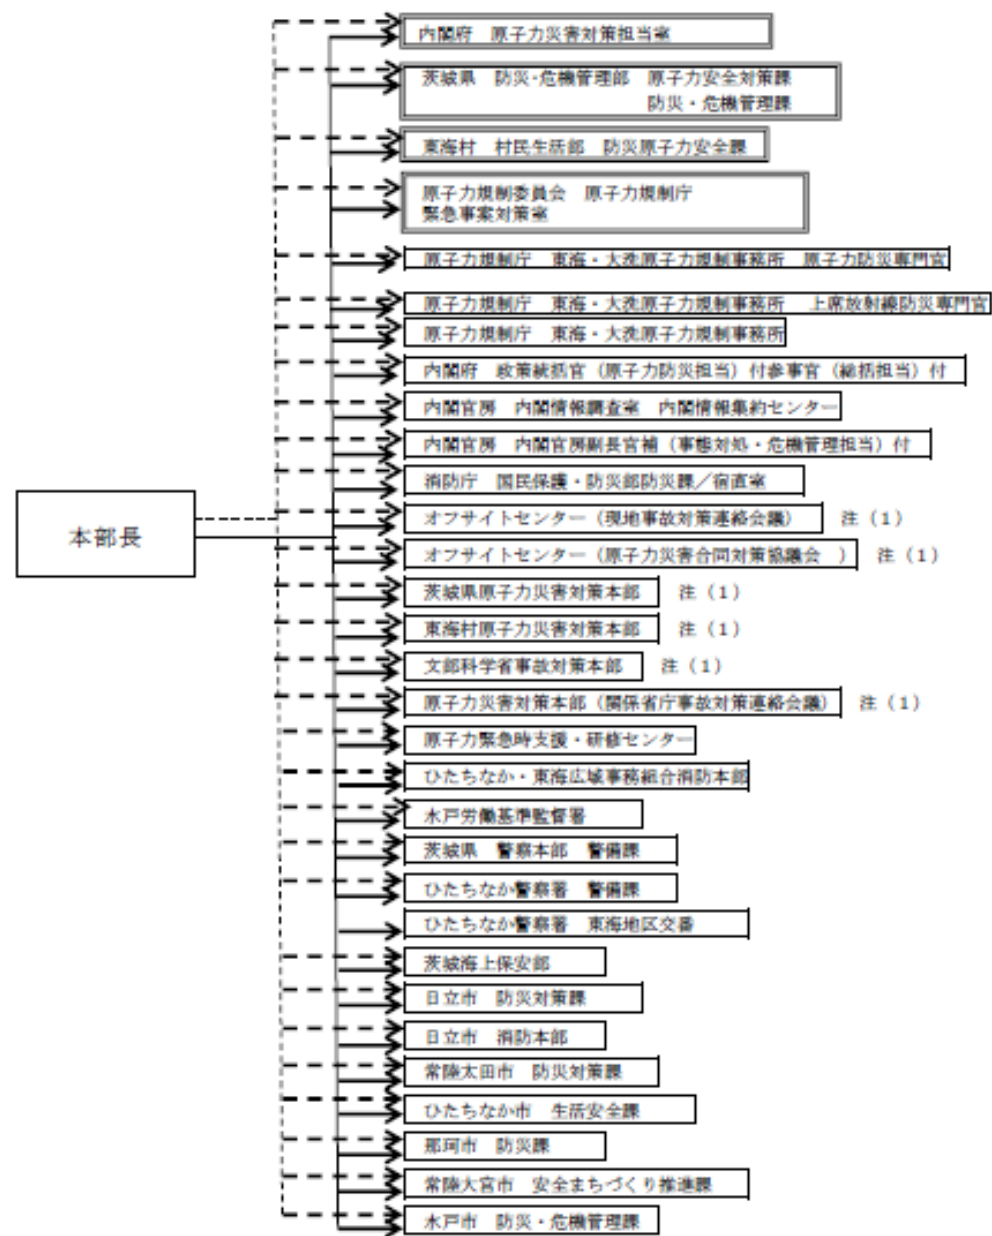 内閣府　原子力災害対策担当室
茨城県　防災・危機管理部　原子力安全対策課
防災・危機管理課
東海村　村民生活部　防災原子力安全課
原子力規制委員会　原子力規制庁
緊急事案対策室
原子力規制庁　東海・大洗原子力規制事務所　原子力防災専門官
原子力規制庁　東海・大洗原子力規制事務所　上席放射線防災専門官
原子力規制庁　東海・大洗原子力規制事務所
内閣府　政策統括官（原子力防災担当）付参事官（総括担当）付
内閣官房　内閣情報調査室　内閣情報集約センター
内閣官房　内閣官房副長官補（事態対処・危機管理担当）付
消防庁　国民保護・防災部防災課／宿直室
本部長
オフサイトセンター（現地事故対策連絡会議）　注（１）
オフサイトセンター（原子力災害合同対策協議会　）　注（１）
茨城県原子力災害対策本部　注（１）
東海村原子力災害対策本部　注（１）
文部科学省事故対策本部　注（１）
原子力災害対策本部（関係省庁事故対策連絡会議）　注（１）
原子力緊急時支援・研修センター
ひたちなか・東海広域事務組合消防本部
水戸労働基準監督署
茨城県　警察本部　警備課
ひたちなか警察署　警備課
ひたちなか警察署　東海地区交番
茨城海上保安部
日立市　防災対策課
日立市　消防本部
常陸太田市　防災対策課
ひたちなか市　生活安全課
那珂市　防災課
常陸大宮市　安全まちづくり推進課
水戸市　防災・危機管理課